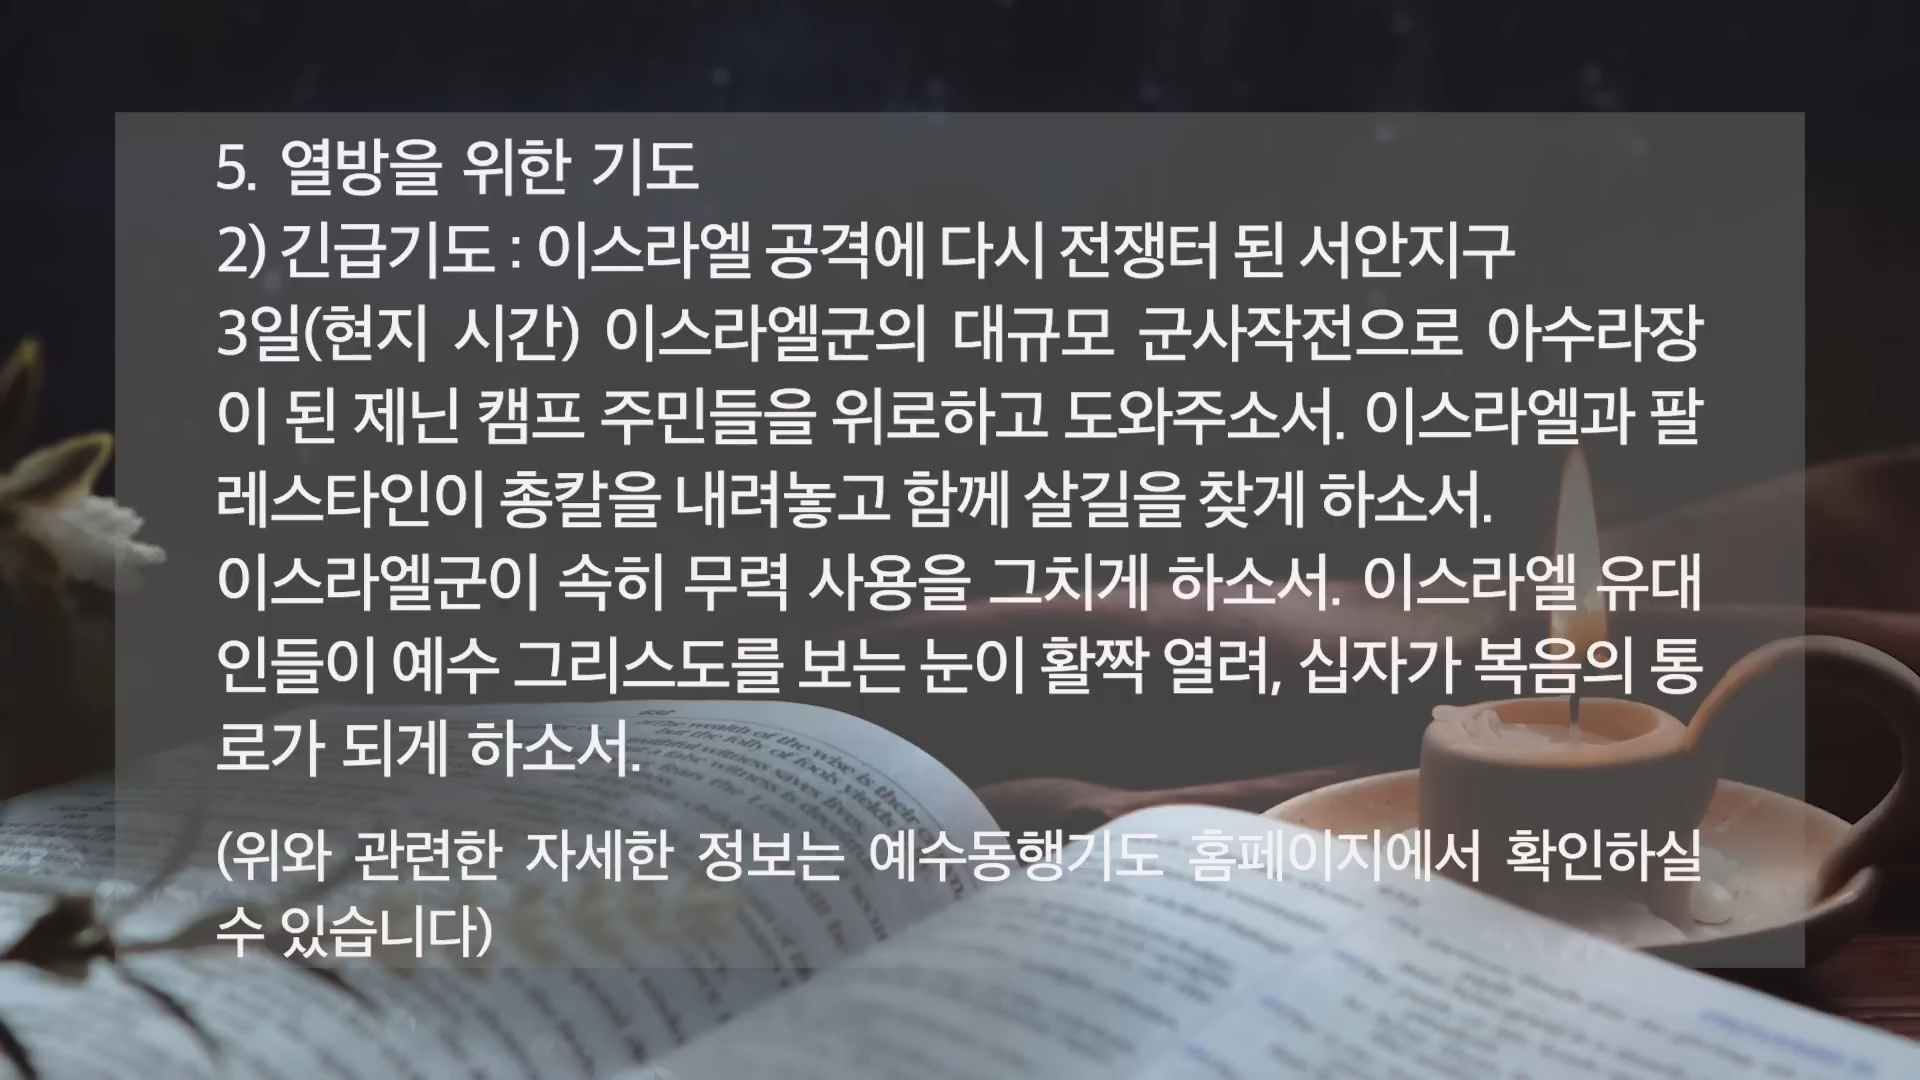 5. 열방을 위한 기도
2) 긴급기도 : 이스라엘 공격에 다시 전쟁터 된 서안지구
3일(현지 시간) 이스라엘군의 대규모 군사작전으로 아수라장
이 된 제닌 캠프 주민들을 위로하고 도와주소서. 이스라엘과 팔
레스타인이 총칼을 내려놓고 함께 살길을 찾게 하소서.
이스라엘군이 속히 무력 사용을 그치게 하소서. 이스라엘 유대
인들이 예수 그리스도를 보는 눈이 활짝 열려, 십자가 복음의 통
로가 되게 하소서.
(위와 관련한 자세한 정보는 예수동행기도 홈페이지에서 확인하실
수 있습니다)